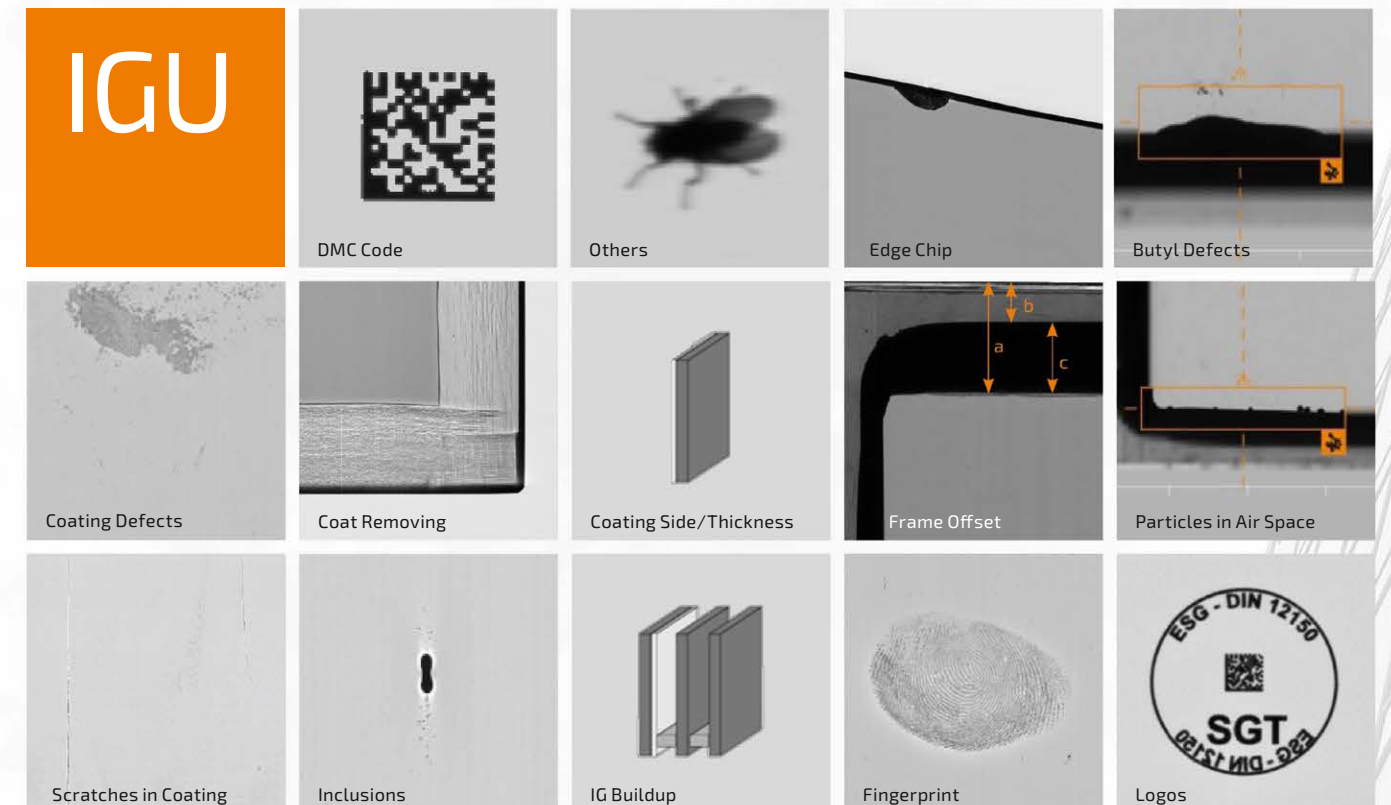 IGU
DMC Code
Others
Edge Chip
Butyl Defects
Coating Defects
Coat Removing
Coating Side/Thickness
a
b
c
Frame Offset
Particles in Air Space
Scratches in Coating
Inclusions
IG Buildup
Fingerprint
ESG - DIN 12150
SGT
ESG - DIN 12150
Logos